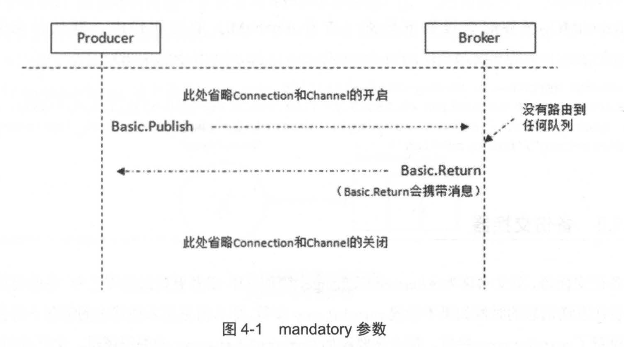 Producer
Broker
此处省略Connection和Channel的开启
没有路由到
任何队列
Basic.Publish
Basic.Return
(Basic.Return会携带消息)
此处省略Connection和Channel的关闭
图 4-1 mandatory 参数